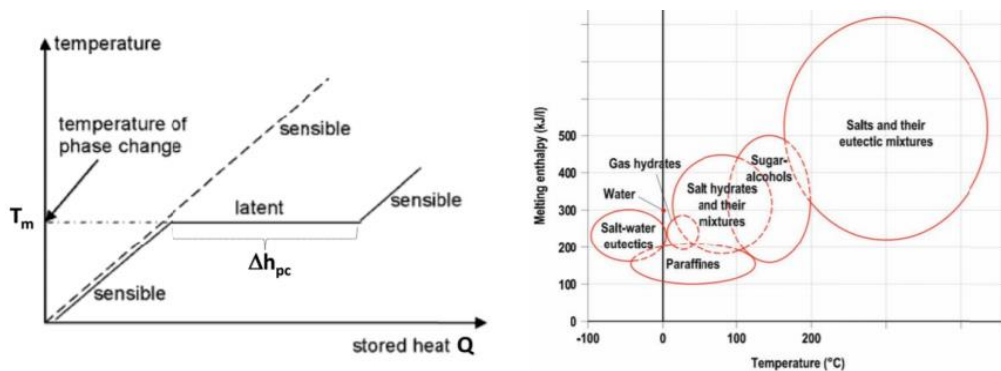 temperature
temperature of
phase change
sensible
T_m
latent
sensible
Δh_pc
sensible
stored heat Q
Melting enthalpy (kJ/l)
500
400
300
200
100
0
Gas hydrates
Water
Salt-water
eutectics
Salt hydrates
and their
mixtures
Sugar-
alcohols
Paraffines
Salts and their
eutectic mixtures
-100
0
100
200
Temperature (°C)